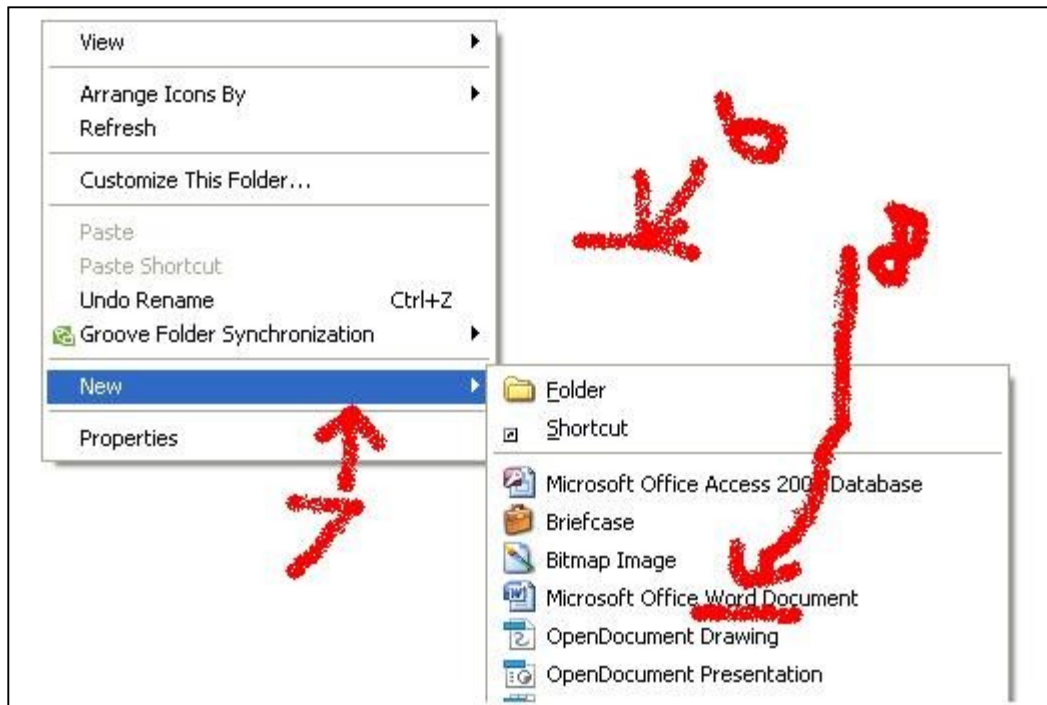 View
Arrange Icons By
Refresh
Customize This Folder...
Paste
Paste Shortcut
Undo Rename Ctrl+Z
Groove Folder Synchronization
New
Properties
6
7
8
Folder
Shortcut
Microsoft Office Access Database
Briefcase
Bitmap Image
Microsoft Office Word Document
OpenDocument Drawing
OpenDocument Presentation